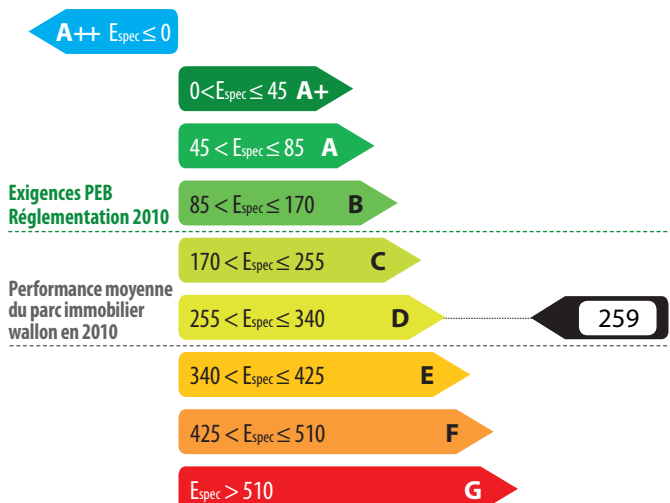 A++ Espec ≤ 0
0<Espec ≤ 45 A+
45 < Espec ≤ 85 A
Exigences PEB
Réglementation 2010
85 < Espec ≤ 170 B
170 < Espec ≤ 255 C
Performance moyenne
du parc immobilier
wallon en 2010
255 < Espec ≤ 340 D
259
340 < Espec ≤ 425 E
425 < Espec ≤ 510 F
Espec > 510 G